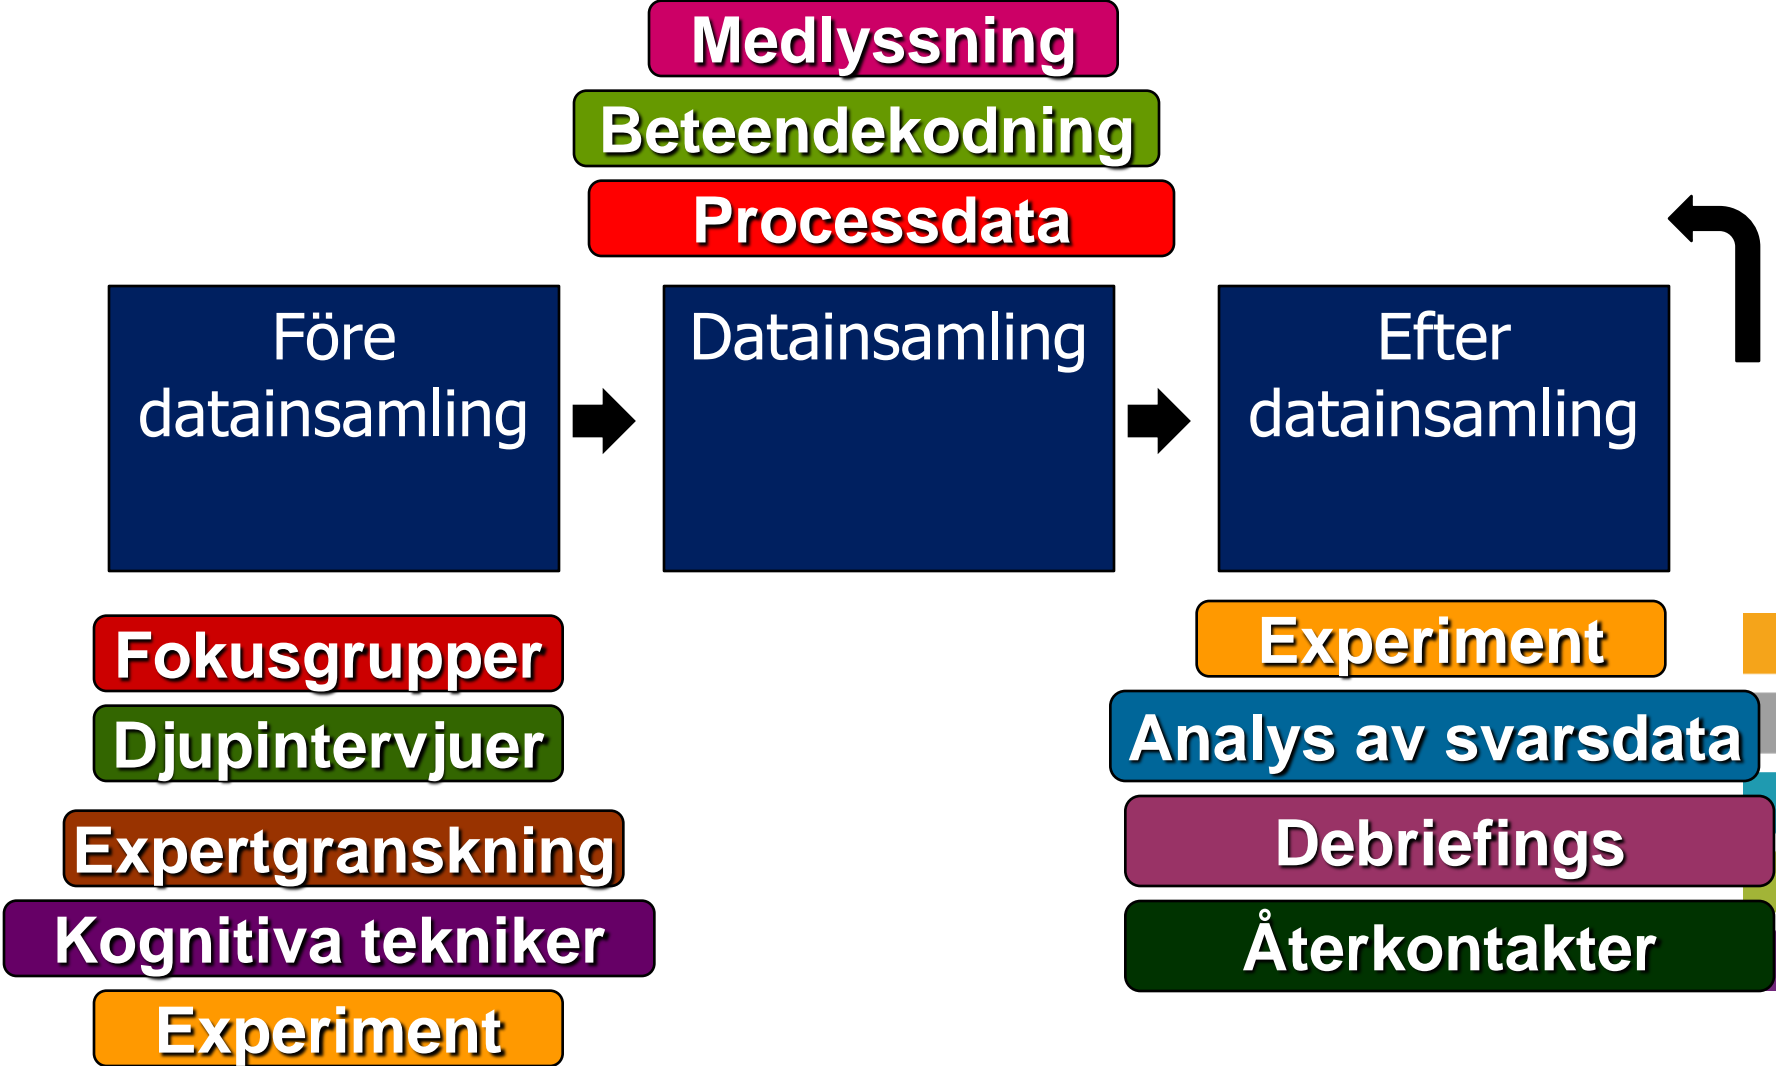 Medlyssning
Beteendekodning
Processdata
Före
datainsamling
Datainsamling
Efter
datainsamling
Fokusgrupper
Djupintervjuer
Expertgranskning
Kognitiva tekniker
Experiment
Experiment
Analys av svarsdata
Debriefings
Återkontakter